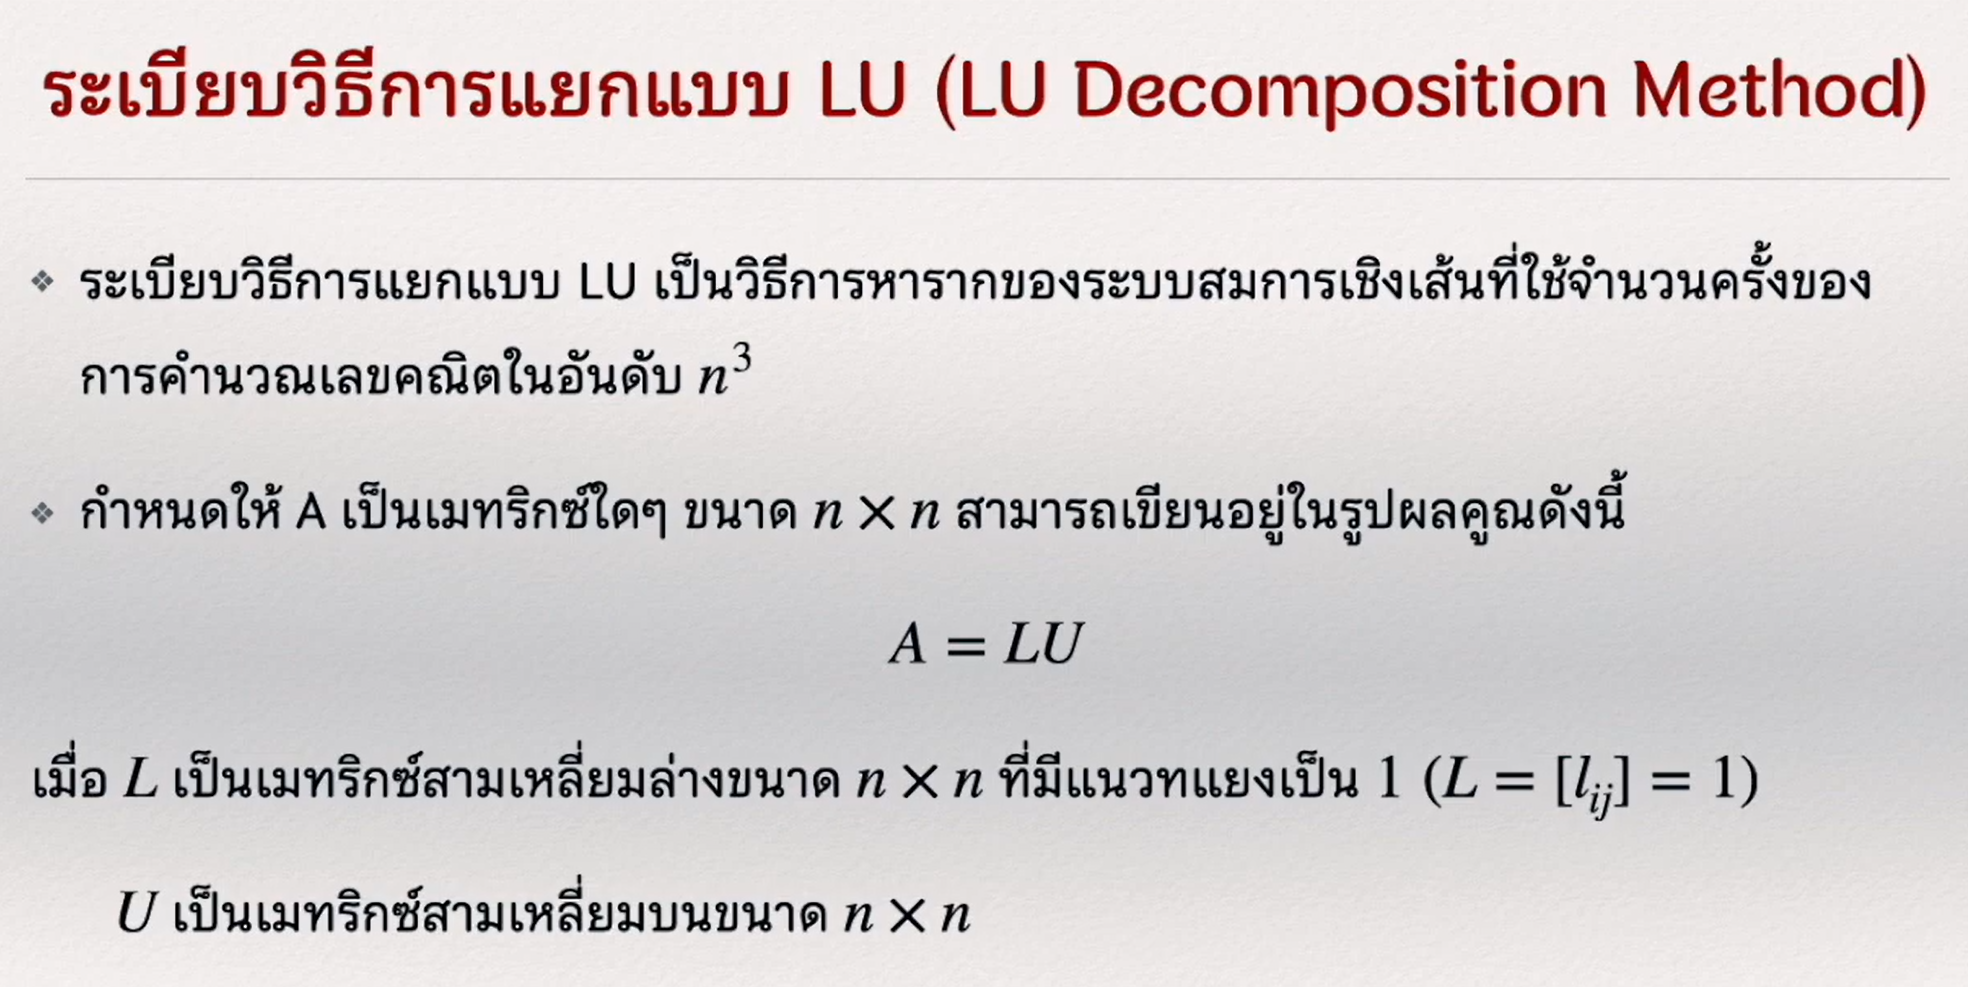 ระเบียบวิธีการแยกแบบ LU (LU Decomposition Method)
❖ ระเบียบวิธีการแยกแบบ LU เป็นวิธีการหารากของระบบสมการเชิงเส้นที่ใช้จำนวนครั้งของ
การคำนวณเลขคณิตในอันดับ n³
❖ กำหนดให้ A เป็นเมทริกซ์ใดๆ ขนาด n × n สามารถเขียนอยู่ในรูปผลคูณดังนี้
A = LU
เมื่อ L เป็นเมทริกซ์สามเหลี่ยมล่างขนาด n × n ที่มีแนวทแยงเป็น 1 (L = [l_{ij}] = 1)
U เป็นเมทริกซ์สามเหลี่ยมบนขนาด n × n